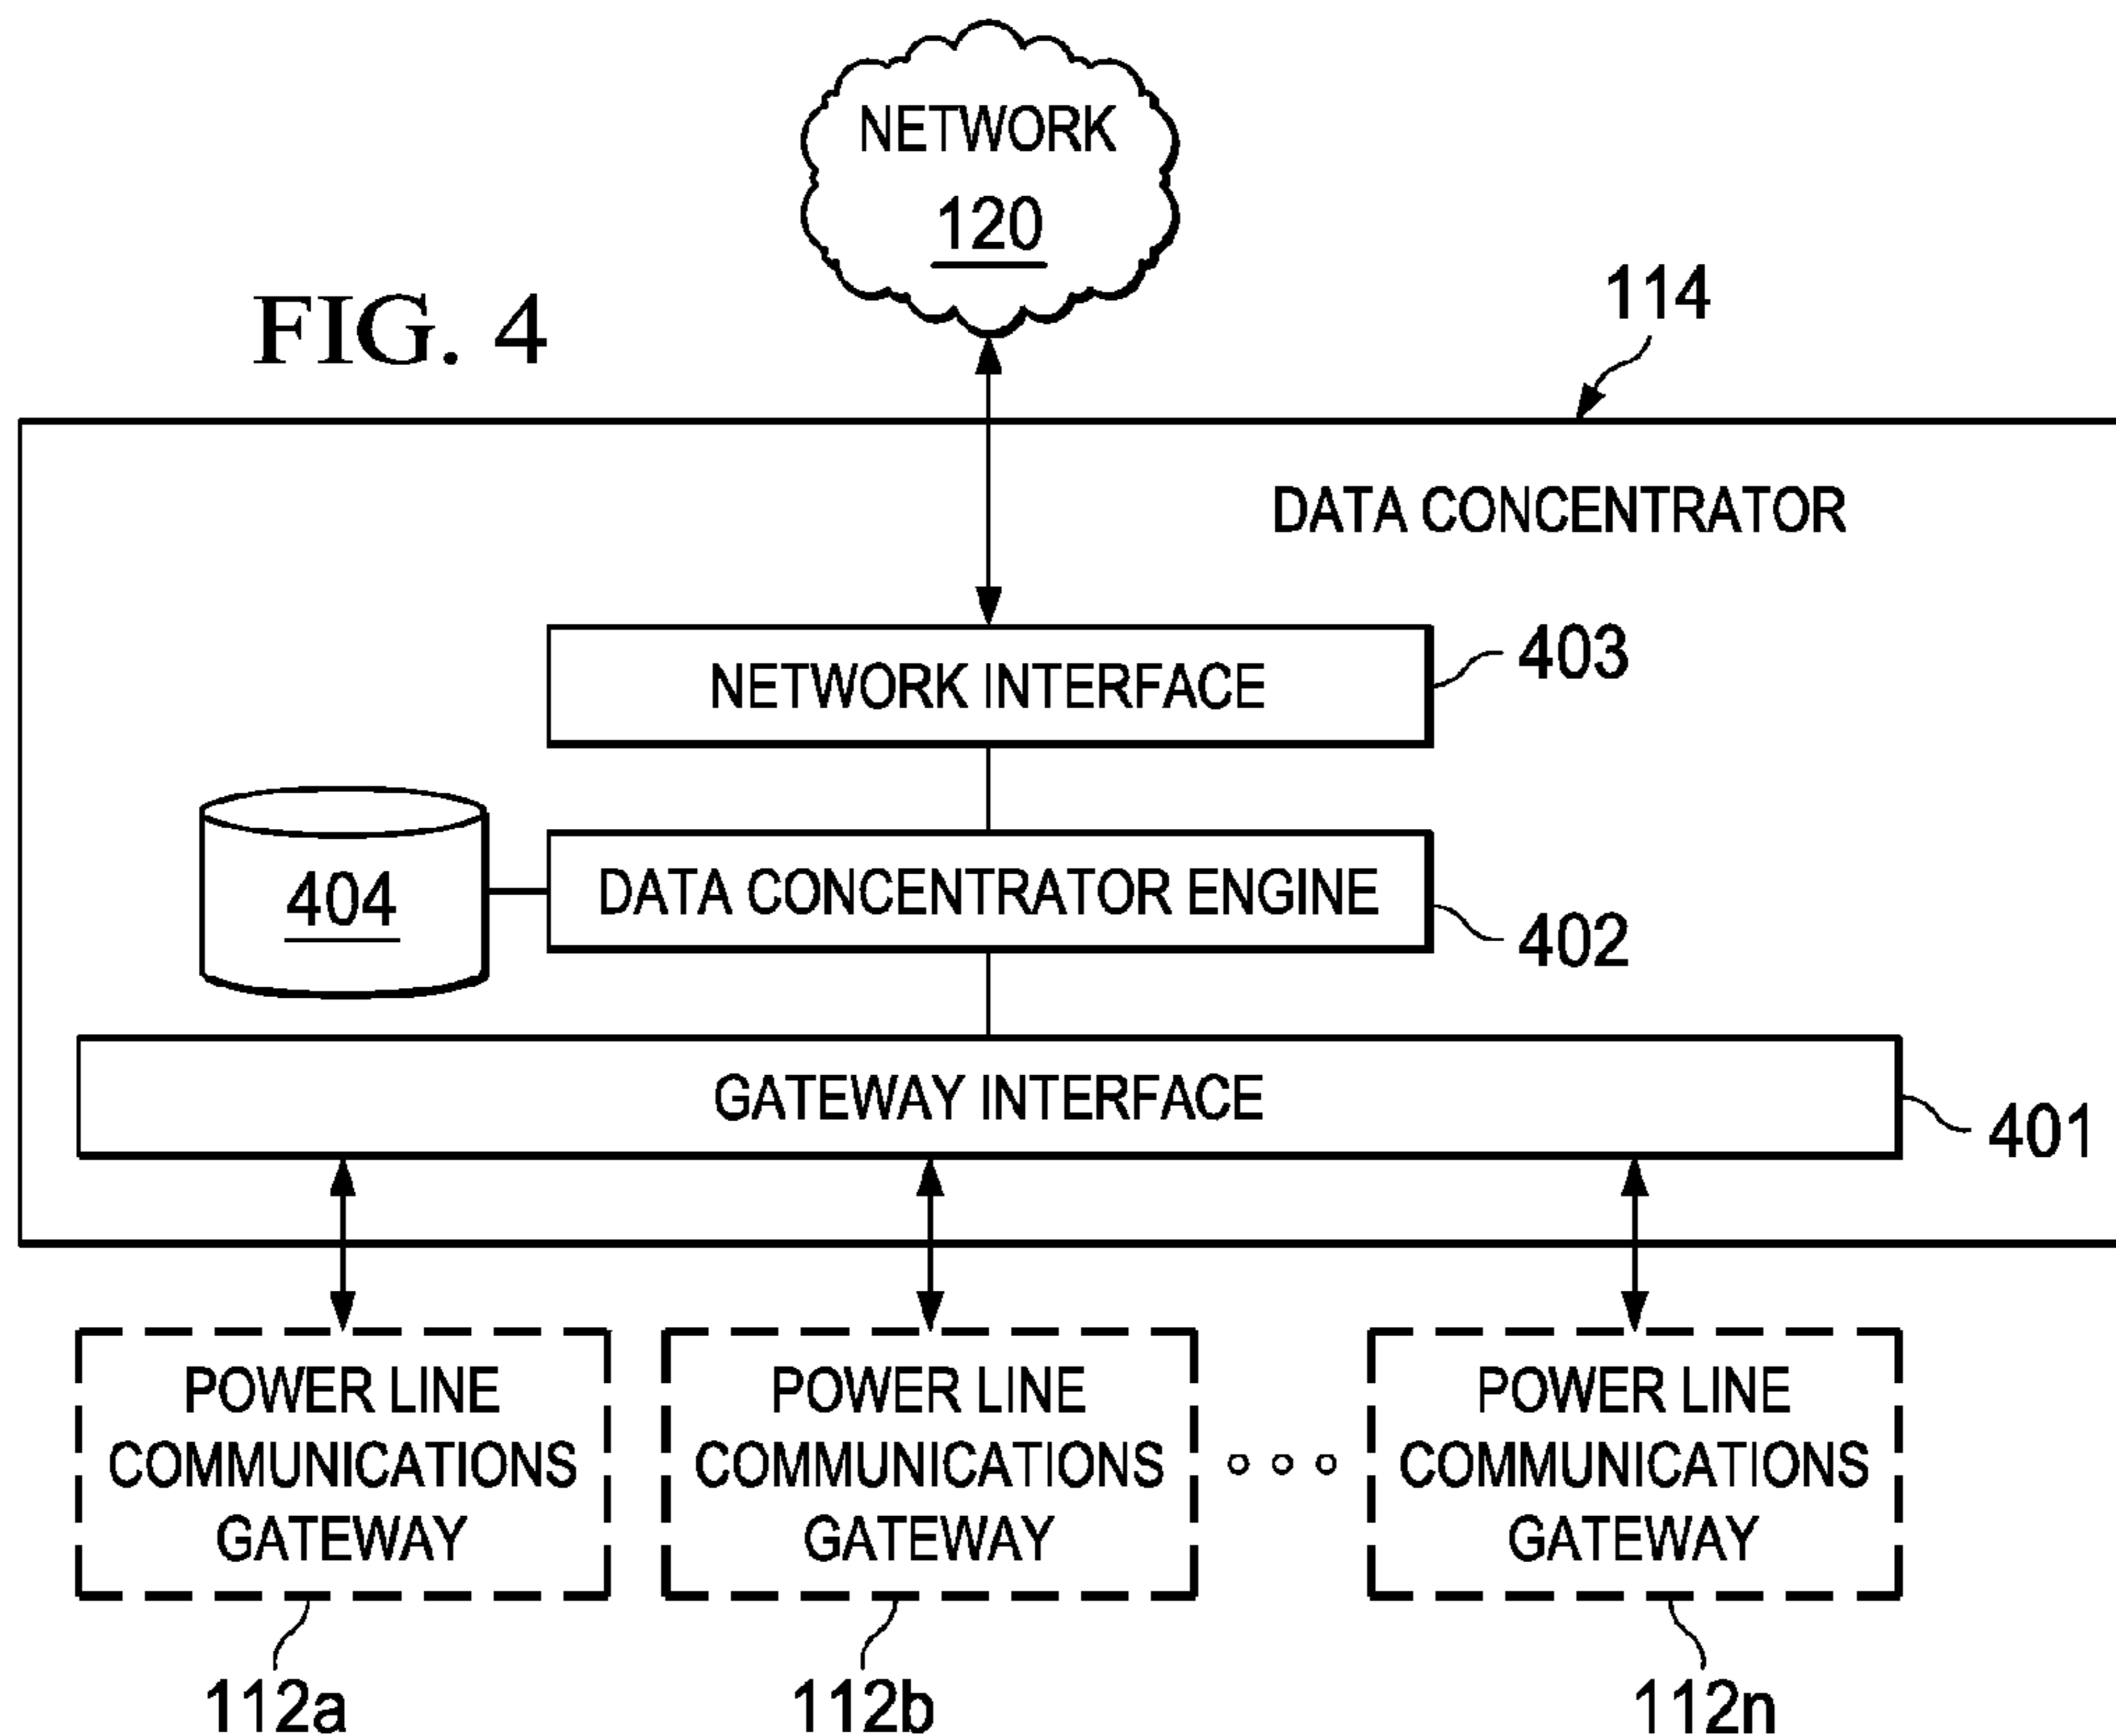 NETWORK
120
FIG. 4
114
DATA CONCENTRATOR
NETWORK INTERFACE
403
404
DATA CONCENTRATOR ENGINE
402
GATEWAY INTERFACE
401
POWER LINE
COMMUNICATIONS
GATEWAY
POWER LINE
COMMUNICATIONS
GATEWAY
POWER LINE
COMMUNICATIONS
GATEWAY
112a
112b
112n